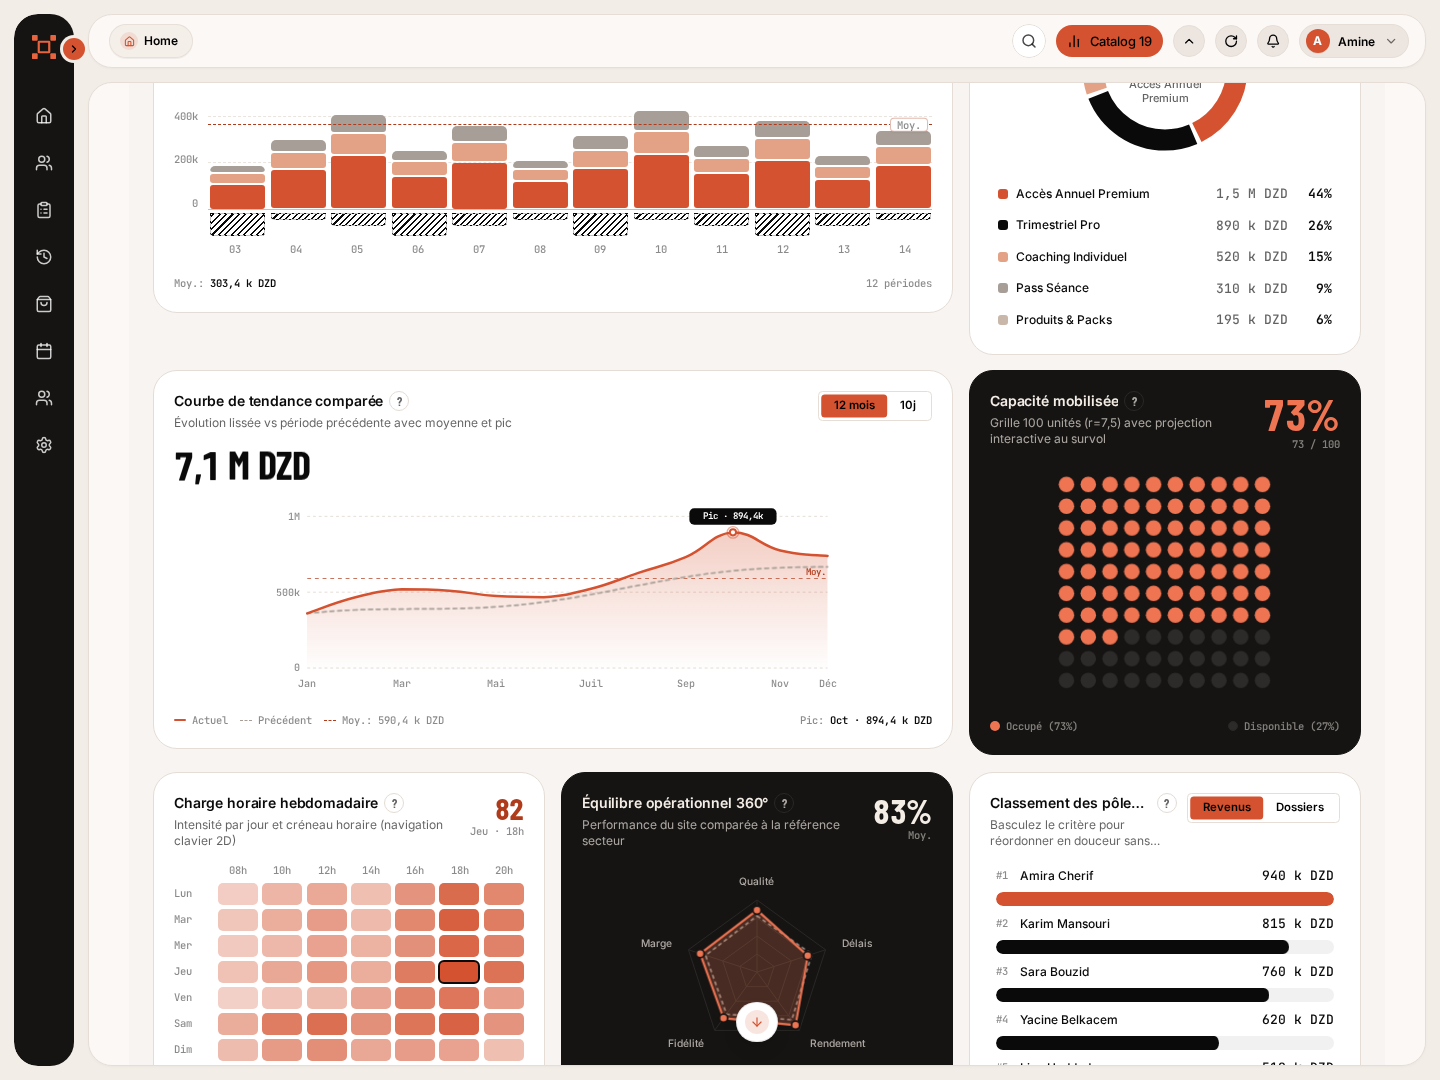 Home
Catalog 19
A
Amine
400k
200k
0
Moy.
03 04 05 06 07 08 09 10 11 12 13 14
Moy.: 303,4 k DZD
12 périodes
Accès Annuel
Premium
Accès Annuel Premium 1,5 M DZD 44%
Trimestriel Pro 890 k DZD 26%
Coaching Individuel 520 k DZD 15%
Pass Séance 310 k DZD 9%
Produits & Packs 195 k DZD 6%
Courbe de tendance comparée ?
12 mois 10j
Évolution lissée vs période précédente avec moyenne et pic
7,1 M DZD
1M
500k
0
Pic · 894,4k
Moy.
Jan Mar Mai Juil Sep Nov Déc
Actuel Précédent Moy.: 590,4 k DZD
Pic: Oct · 894,4 k DZD
Capacité mobilisée ?
Grille 100 unités (r=7,5) avec projection
interactive au survol
73%
73 / 100
Occupé (73%)
Disponible (27%)
Charge horaire hebdomadaire ?
Intensité par jour et créneau horaire (navigation
clavier 2D)
82
Jeu · 18h
08h 10h 12h 14h 16h 18h 20h
Lun
Mar
Mer
Jeu
Ven
Sam
Dim
Équilibre opérationnel 360° ?
Performance du site comparée à la référence
secteur
83%
Moy.
Qualité
Délais
Rendement
Fidélité
Marge
Classement des pôle... ?
Revenus Dossiers
Basculez le critère pour
réordonner en douceur sans...
#1 Amira Cherif 940 k DZD
#2 Karim Mansouri 815 k DZD
#3 Sara Bouzid 760 k DZD
#4 Yacine Belkacem 620 k DZD